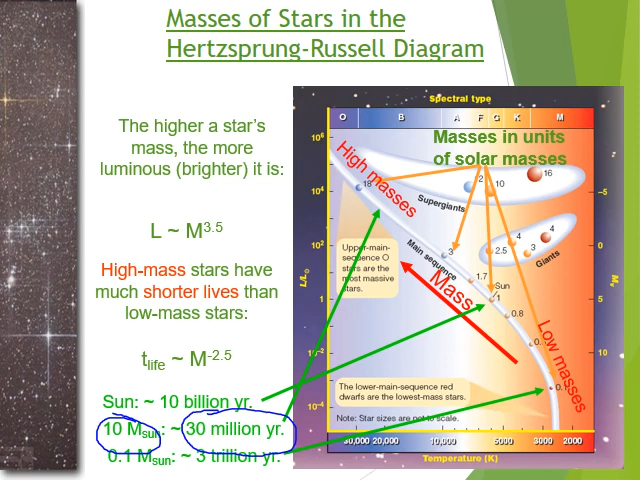 Masses of Stars in the
Hertzsprung-Russell Diagram
The higher a star’s
mass, the more
luminous (brighter) it is:
L ~ M3.5
High-mass stars have
much shorter lives than
low-mass stars:
tlife ~ M-2.5
Sun: ~ 10 billion yr.
10 Msun: ~ 30 million yr.
0.1 Msun: ~ 3 trillion yr.
Spectral type
O B A F G K M
Masses in units
of solar masses
High masses
106
104
102
1
10-2
10-4
L/L⊙
-5
0
5
10
18
2
10
16
Supergiants
4
4
2.5
3
Giants
3
Main sequence
1.7
Sun
1
0.8
Mass
Low masses
Upper-main-
sequence O
stars are the
most massive
stars.
The lower-main-sequence red
dwarfs are the lowest-mass stars.
Note: Star sizes are not to scale.
30,000 20,000 10,000 5000 3000 2000
Temperature (K)